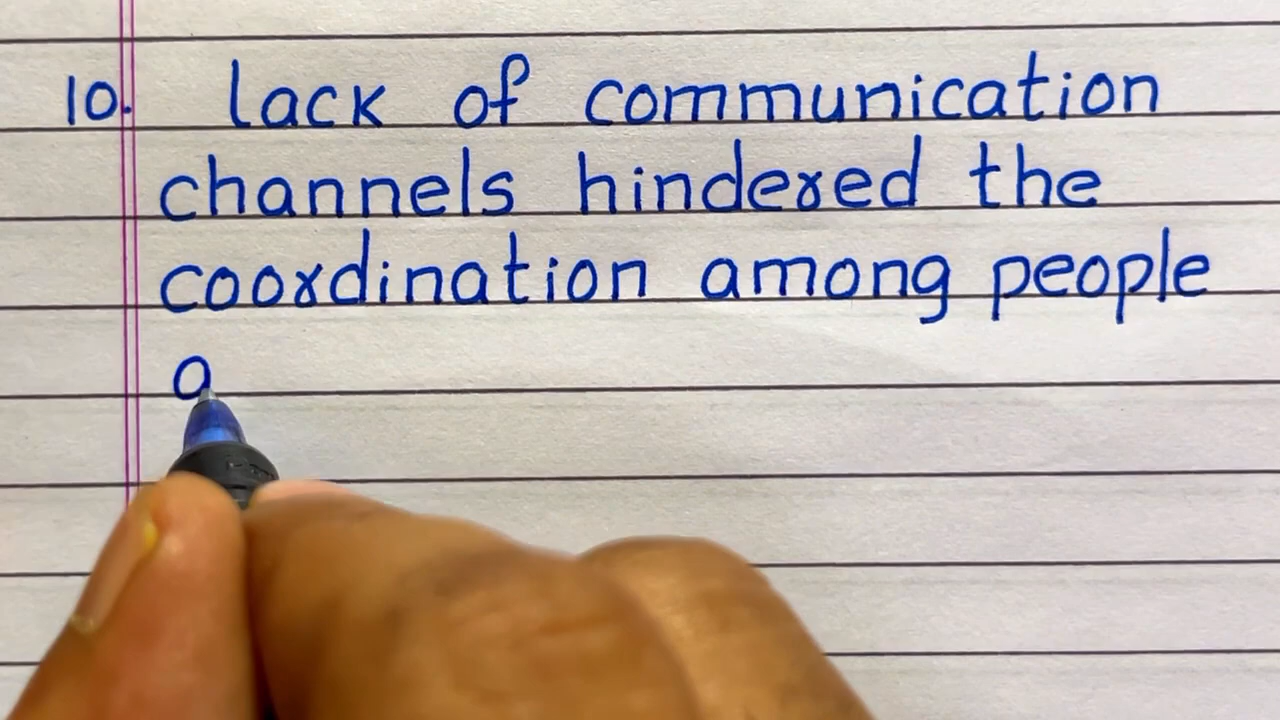 10. lack of communication
channels hindered the
coordination among people
a